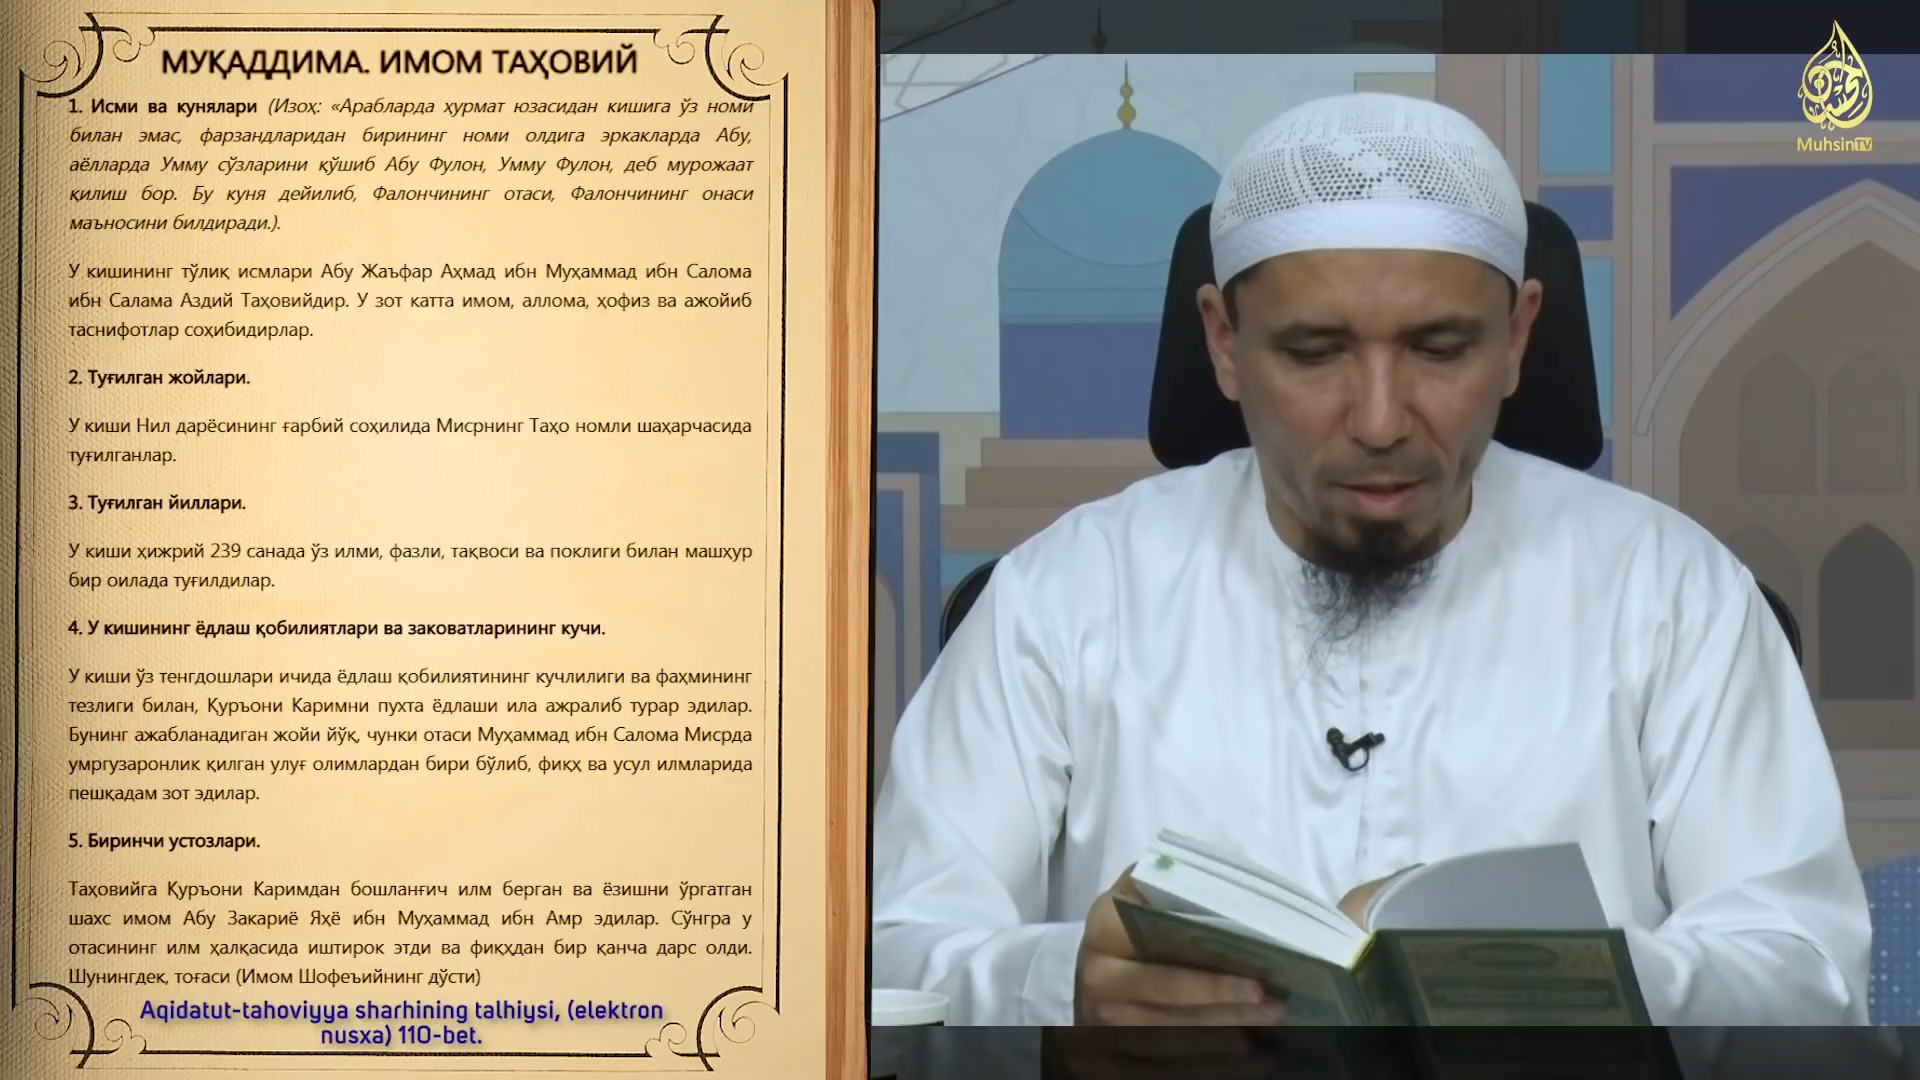 МУҚАДДИМА. ИМОМ ТАҲОВИЙ
1. Исми ва кунялари (Изоҳ: «Арабларда ҳурмат юзасидан кишига ўз номи
билан эмас, фарзандларидан бирининг номи олдига эркакларда Абу,
аёлларда Умму сўзларини қўшиб Абу Фулон, Умму Фулон, деб мурожаат
қилиш бор. Бу куня дейилиб, Фалончининг отаси, Фалончининг онаси
маъносини билдиради.).
У кишининг тўлиқ исмлари Абу Жаъфар Аҳмад ибн Муҳаммад ибн Салома
ибн Салама Аздий Таҳовийдир. У зот катта имом, аллома, ҳофиз ва ажойиб
таснифотлар соҳибидирлар.
2. Туғилган жойлари.
У киши Нил дарёсининг ғарбий соҳилида Мисрнинг Таҳо номли шаҳарчасида
туғилганлар.
3. Туғилган йиллари.
У киши ҳижрий 239 санада ўз илми, фазли, тақвоси ва поклиги билан машҳур
бир оилада туғилдилар.
4. У кишининг ёдлаш қобилиятлари ва заковатларининг кучи.
У киши ўз тенгдошлари ичида ёдлаш қобилиятининг кучлилиги ва фаҳмининг
тезлиги билан, Қуръони Каримни пухта ёдлаши ила ажралиб турар эдилар.
Бунинг ажабланадиган жойи йўқ, чунки отаси Муҳаммад ибн Салома Мисрда
умргузаронлик қилган улуғ олимлардан бири бўлиб, фиқҳ ва усул илмларида
пешқадам зот эдилар.
5. Биринчи устозлари.
Таҳовийга Қуръони Каримдан бошланғич илм берган ва ёзишни ўргатган
шахс имом Абу Закариё Яҳё ибн Муҳаммад ибн Амр эдилар. Сўнгра у
отасининг илм ҳалқасида иштирок этди ва фиқҳдан бир қанча дарс олди.
Шунингдек, тоғаси (Имом Шофеъийнинг дўсти)
Aqidatut-tahoviyya sharhining talhiysi, (elektron
nusxa) 110-bet.
MuhsinTV